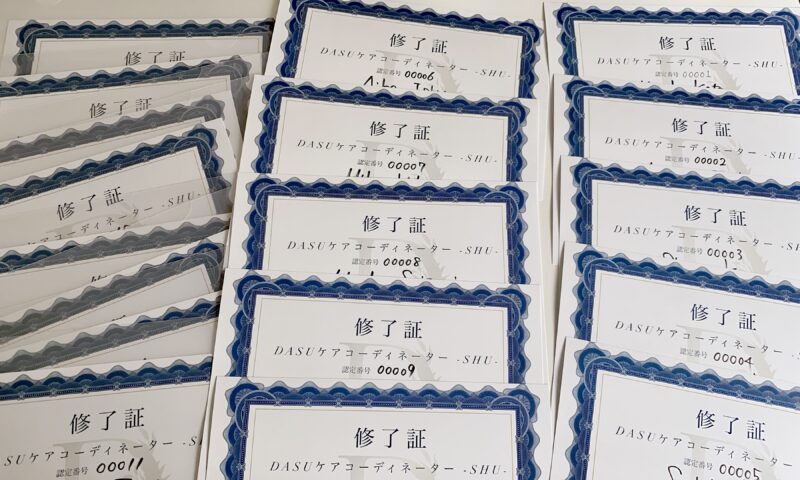 修了証
修了証
修了証
ケアコーディネーター -SHU-
修了証
SUケアコーディネーター -SHU-
認定番号 00011
修了証
DASUケアコーディネーター -SHU-
認定番号 00006
修了証
DASUケアコーディネーター -SHU-
認定番号 00007
修了証
DASUケアコーディネーター -SHU-
認定番号 00008
修了証
DASUケアコーディネーター -SHU-
認定番号 00009
修了証
DASUケアコーディネーター -SHU-
修了証
DASUケアコーディネーター -SHU-
認定番号 00001
修了証
DASUケアコーディネーター -SHU-
認定番号 00002
修了証
DASUケアコーディネーター -SHU
認定番号 00003
修了証
DASUケアコーディネーター -SHU
認定番号 00004
修了証
DASUケアコーディネーター
認定番号 00005